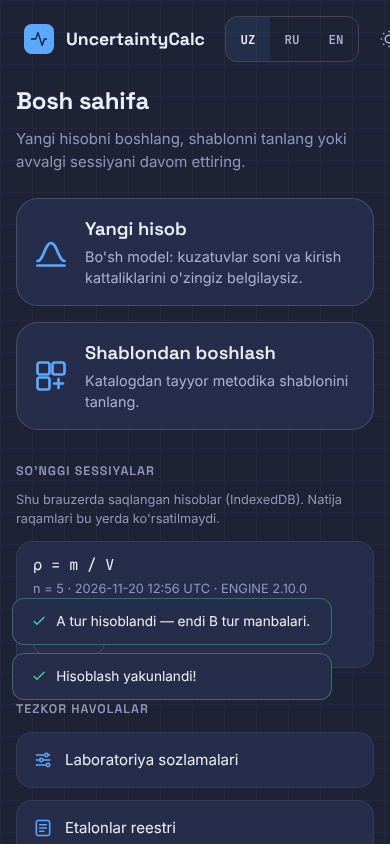 UncertaintyCalc
UZ RU EN
Bosh sahifa
Yangi hisobni boshlang, shablonni tanlang yoki
avvalgi sessiyani davom ettiring.
Yangi hisob
Bo'sh model: kuzatuvlar soni va kirish
kattaliklarini o'zingiz belgilaysiz.
Shablondan boshlash
Katalogdan tayyor metodika shablonini
tanlang.
SO'NGGI SESSIYALAR
Shu brauzerda saqlangan hisoblar (IndexedDB). Natija
raqamlari bu yerda ko'rsatilmaydi.
ρ = m / V
n = 5 · 2026-11-20 12:56 UTC · ENGINE 2.10.0
A tur hisoblandi — endi B tur manbalari.
Hisoblash yakunlandi!
TEZKOR HAVOLALAR
Laboratoriya sozlamalari
Etalonlar reestri